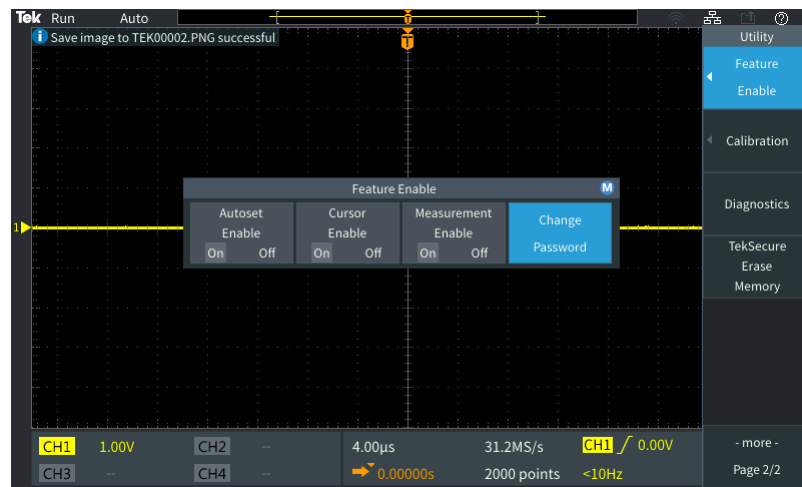 Tek Run Auto
T
i Save image to TEK00002.PNG successful
T
Utility
Feature
Enable
Calibration
Diagnostics
TekSecure
Erase
Memory
- more -
Page 2/2
Feature Enable M
Autoset
Enable
On Off
Cursor
Enable
On Off
Measurement
Enable
On Off
Change
Password
1
CH1 1.00V CH2 -- 4.00μs 31.2MS/s CH1 0.00V
CH3 -- CH4 -- 0.00000s 2000 points <10Hz